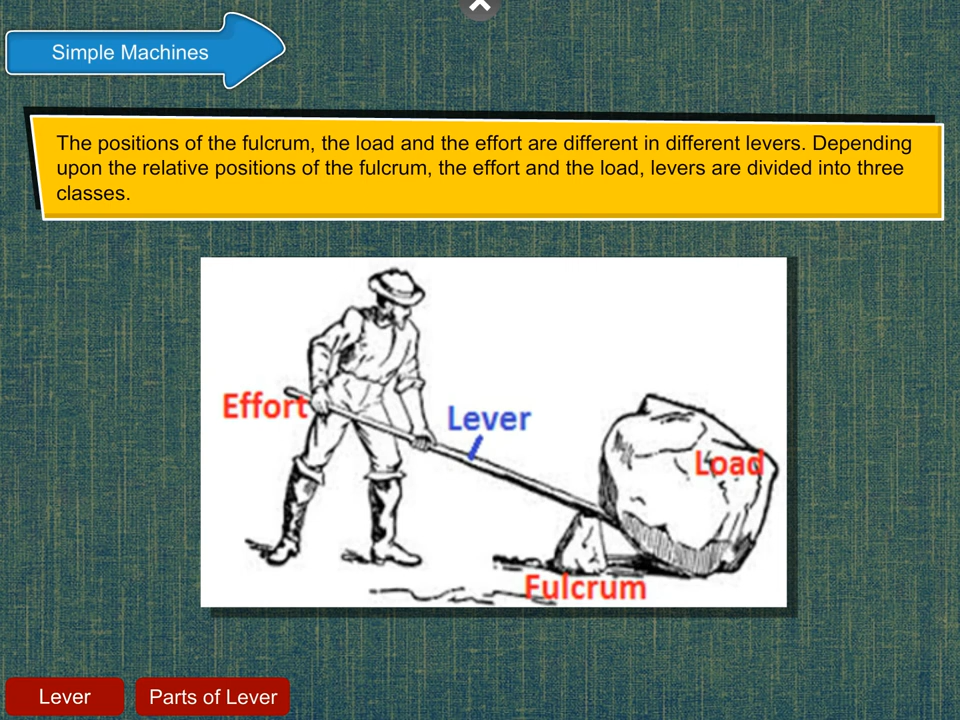 Simple Machines
The positions of the fulcrum, the load and the effort are different in different levers. Depending
upon the relative positions of the fulcrum, the effort and the load, levers are divided into three
classes.
Effort
Lever
Load
Fulcrum
Lever
Parts of Lever